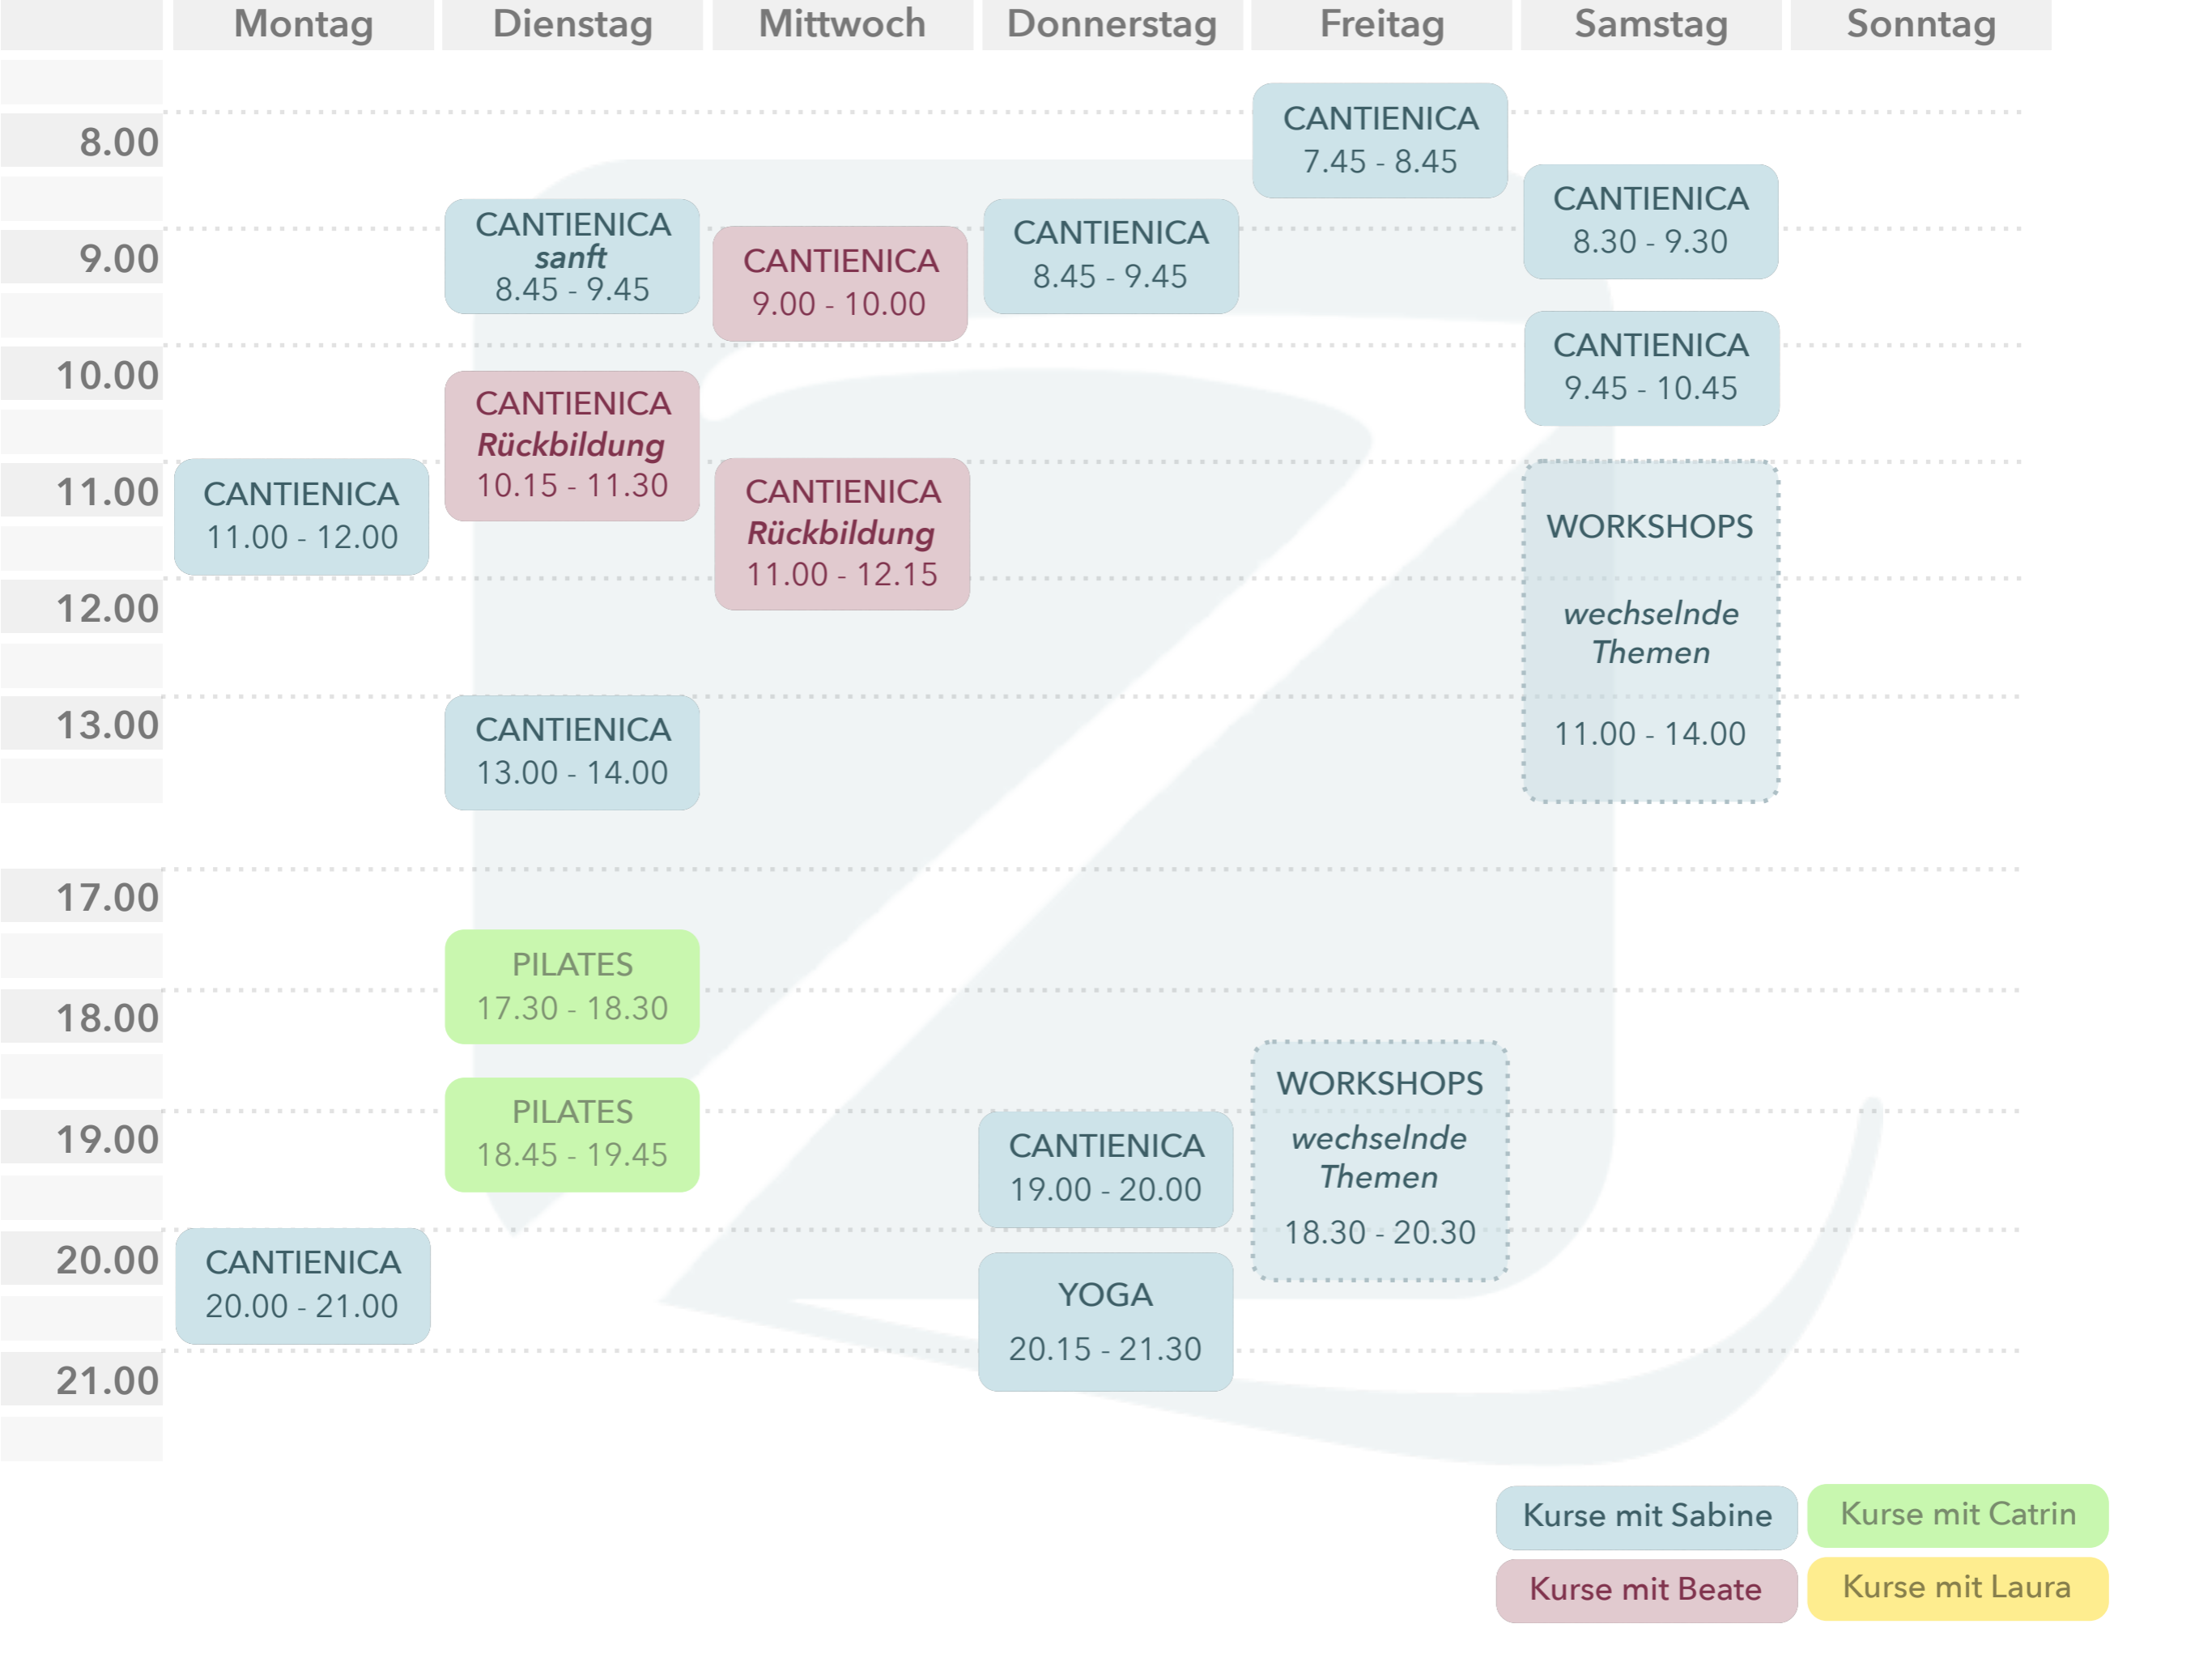 Montag Dienstag Mittwoch Donnerstag Freitag Samstag Sonntag
8.00
9.00
10.00
11.00
12.00
13.00
17.00
18.00
19.00
20.00
21.00
CANTIENICA
11.00 - 12.00
CANTIENICA
20.00 - 21.00
CANTIENICA
sanft
8.45 - 9.45
CANTIENICA
Rückbildung
10.15 - 11.30
CANTIENICA
13.00 - 14.00
PILATES
17.30 - 18.30
PILATES
18.45 - 19.45
CANTIENICA
9.00 - 10.00
CANTIENICA
Rückbildung
11.00 - 12.15
CANTIENICA
8.45 - 9.45
CANTIENICA
19.00 - 20.00
YOGA
20.15 - 21.30
CANTIENICA
7.45 - 8.45
WORKSHOPS
wechselnde
Themen
18.30 - 20.30
CANTIENICA
8.30 - 9.30
CANTIENICA
9.45 - 10.45
WORKSHOPS
wechselnde
Themen
11.00 - 14.00
Kurse mit Sabine
Kurse mit Catrin
Kurse mit Beate
Kurse mit Laura